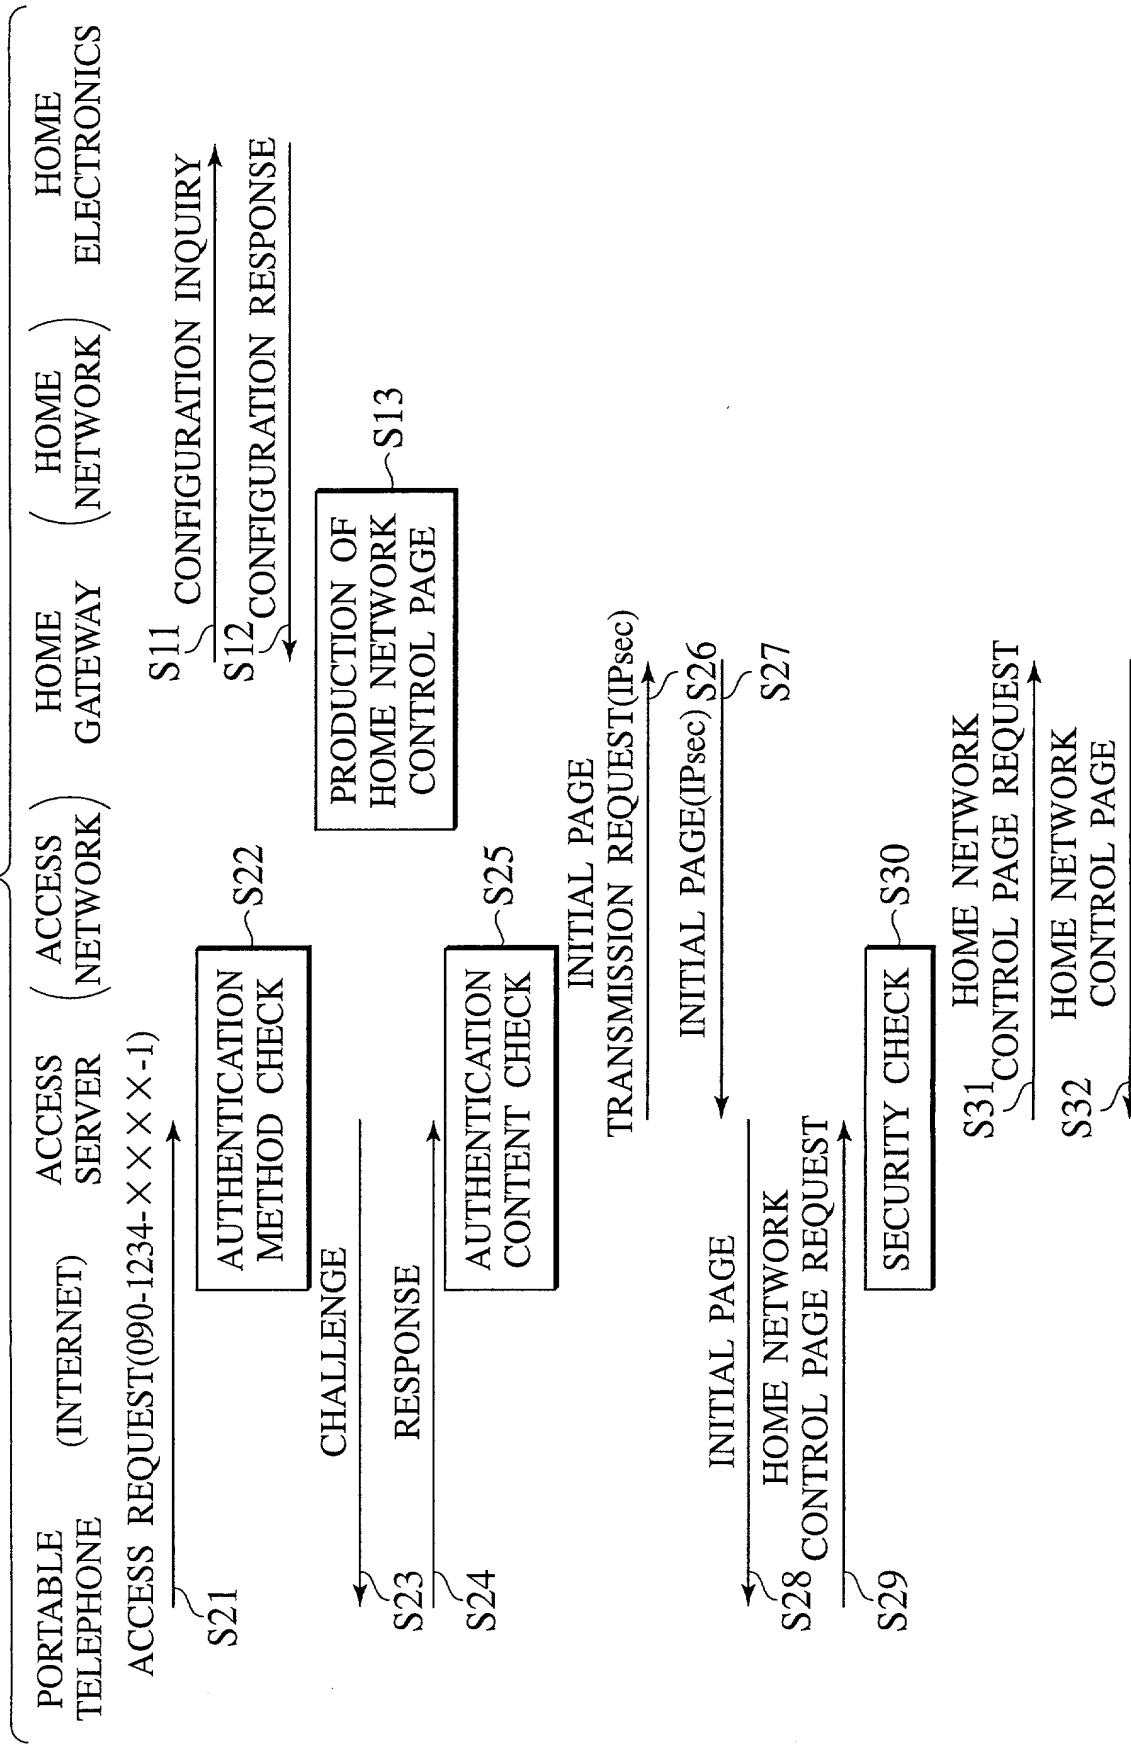 PORTABLE
TELEPHONE
(INTERNET)
ACCESS
SERVER
(ACCESS
NETWORK)
HOME
GATEWAY
(HOME
NETWORK)
HOME
ELECTRONICS
ACCESS REQUEST(090-1234-××××-1)
S21
S11
CONFIGURATION INQUIRY
AUTHENTICATION
METHOD CHECK
S22
S12
CONFIGURATION RESPONSE
CHALLENGE
S23
PRODUCTION OF
HOME NETWORK
CONTROL PAGE
S13
RESPONSE
S24
AUTHENTICATION
CONTENT CHECK
S25
INITIAL PAGE
TRANSMISSION REQUEST(IPsec)
S26
INITIAL PAGE(IPsec)
S27
INITIAL PAGE
S28
HOME NETWORK
CONTROL PAGE REQUEST
S29
SECURITY CHECK
S30
HOME NETWORK
CONTROL PAGE REQUEST
S31
HOME NETWORK
CONTROL PAGE
S32